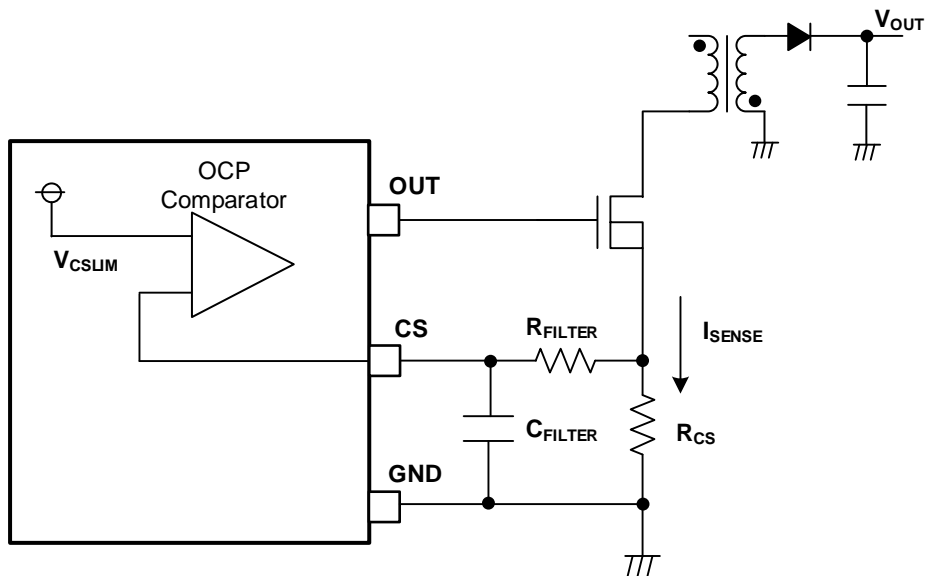 V_OUT
OCP
Comparator
OUT
V_CSLIM
CS
R_FILTER
I_SENSE
C_FILTER
R_CS
GND